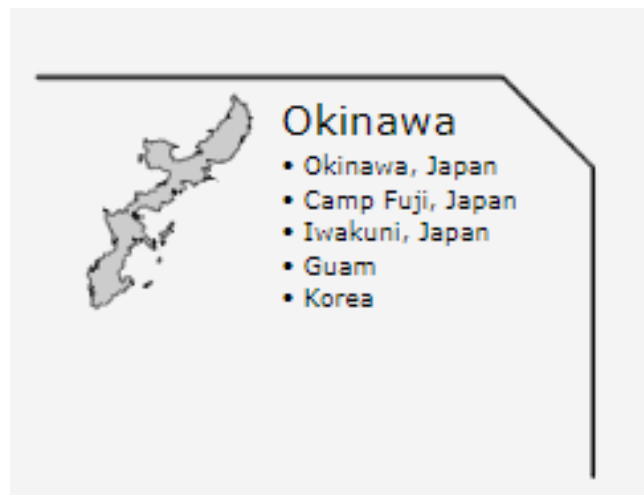 Okinawa
• Okinawa, Japan
• Camp Fuji, Japan
• Iwakuni, Japan
• Guam
• Korea